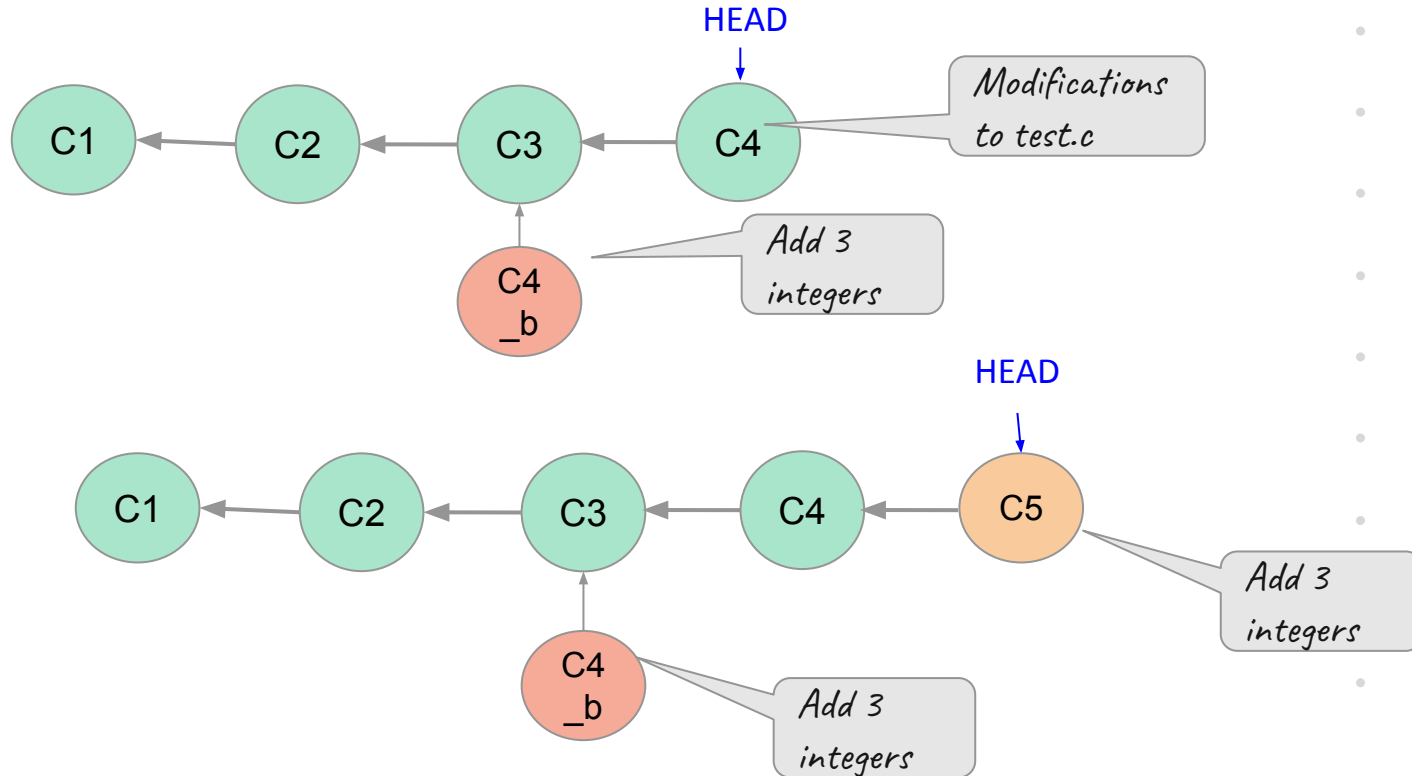 HEAD
C1
C2
C3
C4
Modifications
to test.c
C4
_b
Add 3
integers
HEAD
C1
C2
C3
C4
C5
C4
_b
Add 3
integers
Add 3
integers